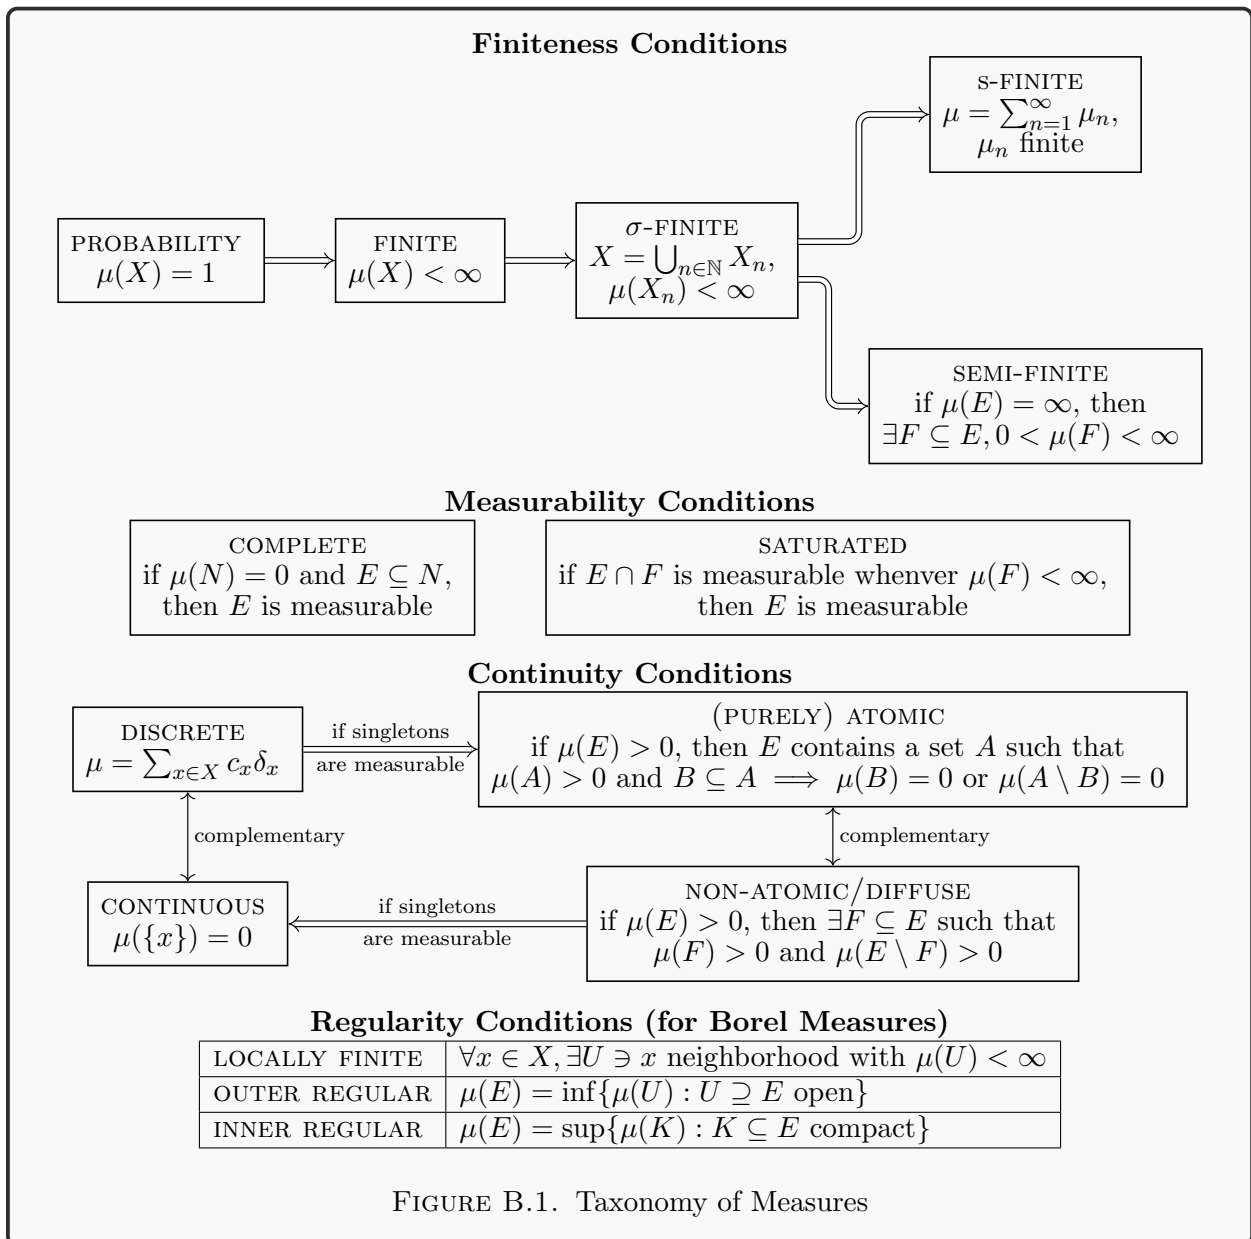 Finiteness Conditions
S-FINITE
μ = ∑_{n=1}^{∞} μ_n,
μ_n finite
PROBABILITY
μ(X) = 1
FINITE
μ(X) < ∞
σ-FINITE
X = ⋃_{n∈ℕ} X_n,
μ(X_n) < ∞
SEMI-FINITE
if μ(E) = ∞, then
∃F ⊆ E, 0 < μ(F) < ∞
Measurability Conditions
COMPLETE
if μ(N) = 0 and E ⊆ N,
then E is measurable
SATURATED
if E ∩ F is measurable whenver μ(F) < ∞,
then E is measurable
Continuity Conditions
DISCRETE
μ = ∑_{x∈X} c_xδ_x
if singletons
are measurable
(PURELY) ATOMIC
if μ(E) > 0, then E contains a set A such that
μ(A) > 0 and B ⊆ A ⟹ μ(B) = 0 or μ(A \ B) = 0
complementary
complementary
CONTINUOUS
μ({x}) = 0
if singletons
are measurable
NON-ATOMIC/DIFFUSE
if μ(E) > 0, then ∃F ⊆ E such that
μ(F) > 0 and μ(E \ F) > 0
Regularity Conditions (for Borel Measures)
LOCALLY FINITE ∀x ∈ X, ∃U ∋ x neighborhood with μ(U) < ∞
OUTER REGULAR μ(E) = inf{μ(U) : U ⊇ E open}
INNER REGULAR μ(E) = sup{μ(K) : K ⊆ E compact}
FIGURE B.1. Taxonomy of Measures